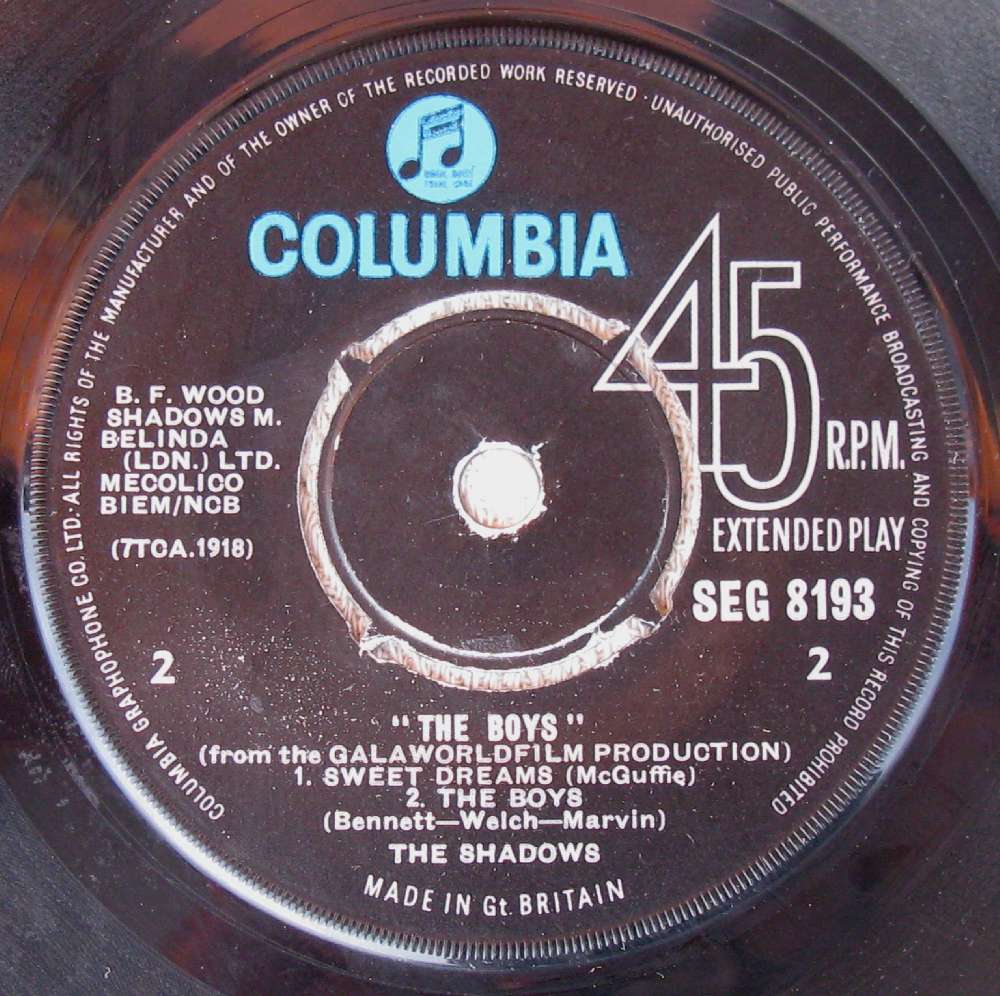 COLUMBIA GRAPHOPHONE CO. LTD. · ALL RIGHTS OF THE MANUFACTURER AND OF THE OWNER OF THE RECORDED WORK RESERVED · UNAUTHORISED PUBLIC PERFORMANCE BROADCASTING AND COPYING OF THIS RECORD PROHIBITED
COLUMBIA
45
R.P.M.
EXTENDED PLAY
SEG 8193
B. F. WOOD
SHADOWS M.
BELINDA
(LDN.) LTD.
MECOLICO
BIEM/NCB
(7TCA.1918)
2
2
"THE BOYS"
(from the GALAWORLDFILM PRODUCTION)
1. SWEET DREAMS (McGuffie)
2. THE BOYS
(Bennett—Welch—Marvin)
THE SHADOWS
MADE IN Gt. BRITAIN